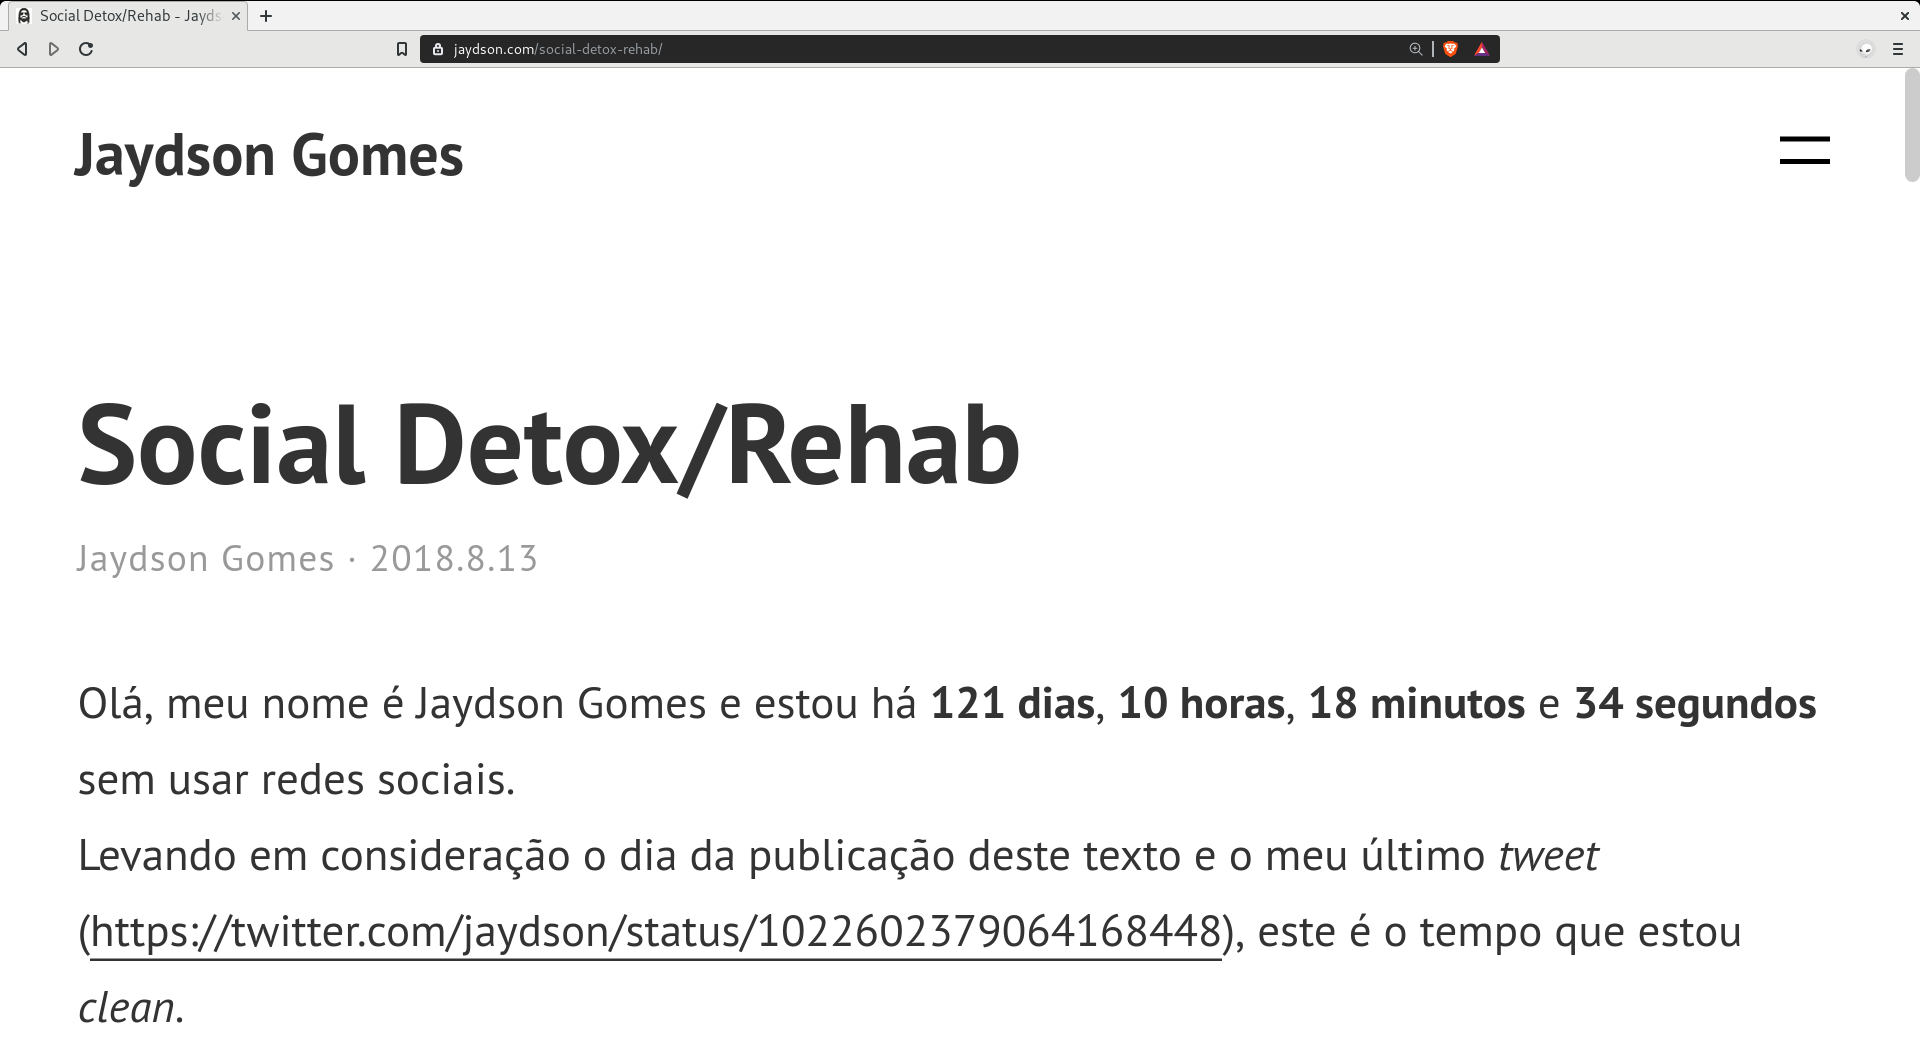 Social Detox/Rehab - Jayds
jaydson.com/social-detox-rehab/
Jaydson Gomes
Social Detox/Rehab
Jaydson Gomes · 2018.8.13
Olá, meu nome é Jaydson Gomes e estou há 121 dias, 10 horas, 18 minutos e 34 segundos
sem usar redes sociais.
Levando em consideração o dia da publicação deste texto e o meu último tweet
(https://twitter.com/jaydson/status/1022602379064168448), este é o tempo que estou
clean.